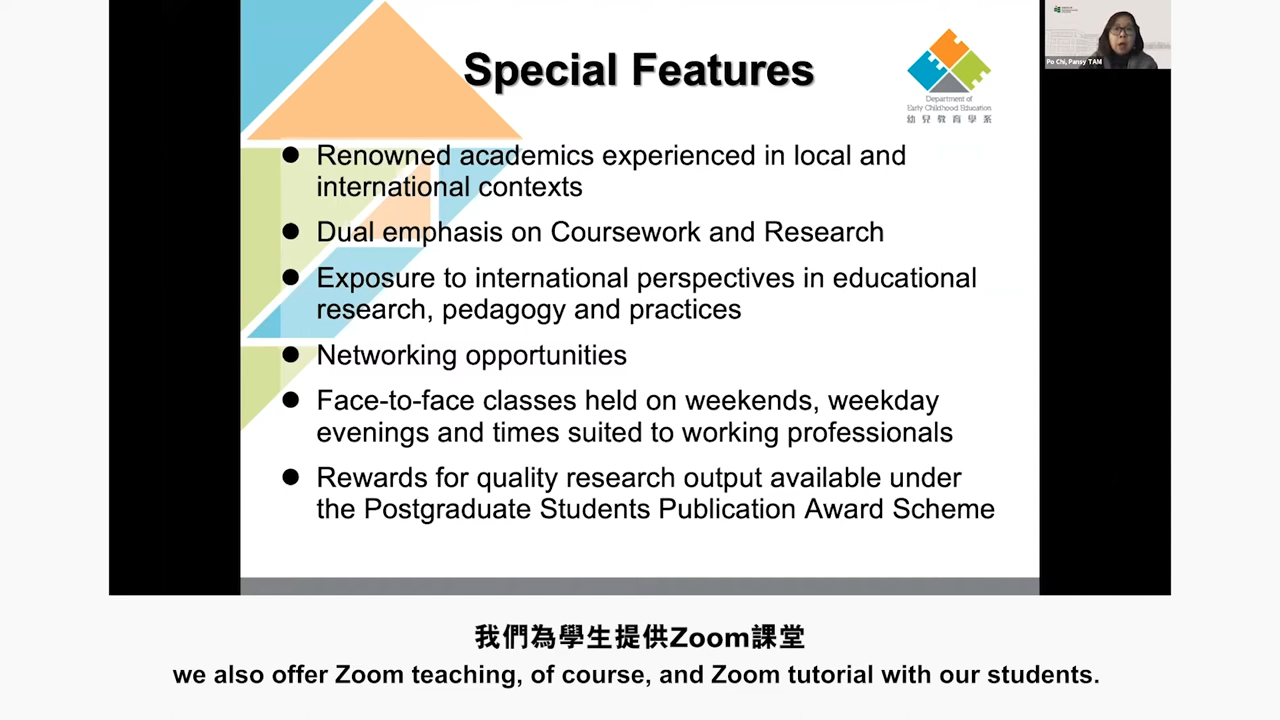 Special Features
Department of
Early Childhood Education
幼兒教育學系
Po Chi, Pansy TAM
● Renowned academics experienced in local and
international contexts
● Dual emphasis on Coursework and Research
● Exposure to international perspectives in educational
research, pedagogy and practices
● Networking opportunities
● Face-to-face classes held on weekends, weekday
evenings and times suited to working professionals
● Rewards for quality research output available under
the Postgraduate Students Publication Award Scheme
我們為學生提供Zoom課堂
we also offer Zoom teaching, of course, and Zoom tutorial with our students.